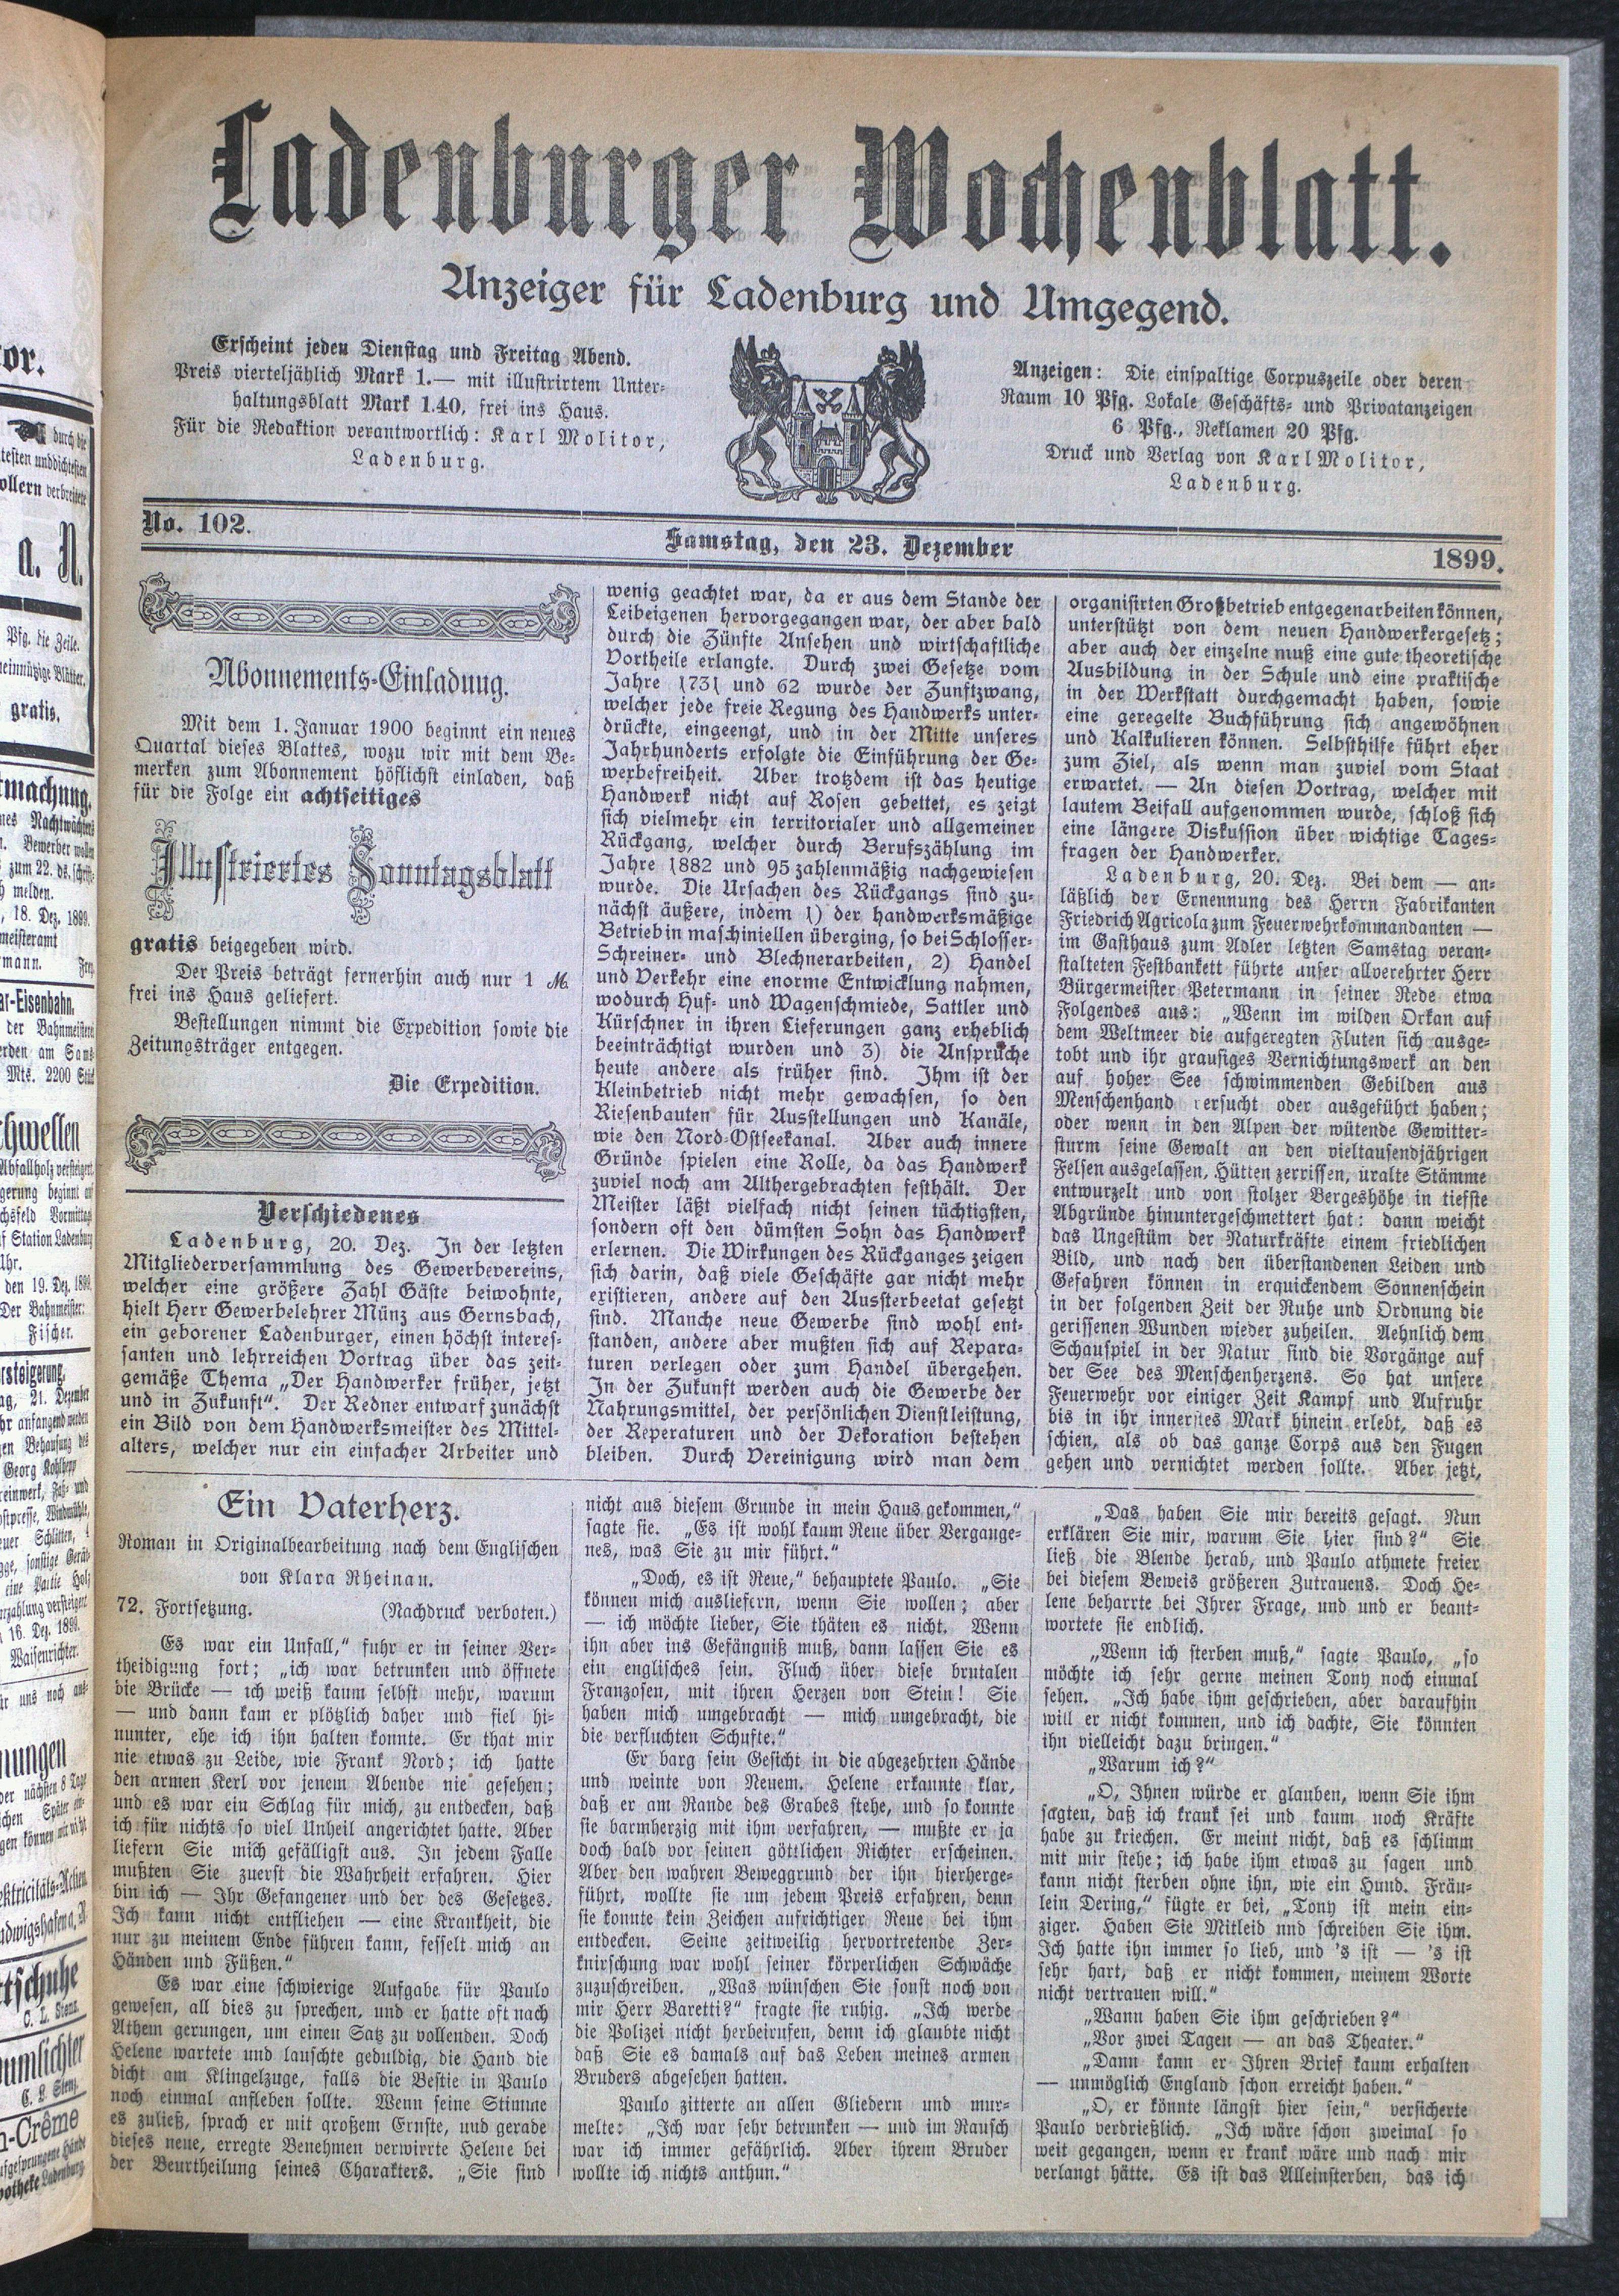 Ladenburger Wochenblatt.
Anzeiger für Ladenburg und Umgegend.
Erscheint jeden Dienstag und Freitag Abend.
Preis vierteljährlich Mark 1.— mit illustrirtem Unter-
haltungsblatt Mark 1.40, frei ins Haus.
Für die Redaktion verantwortlich: Karl Molitor,
Ladenburg.
Anzeigen: Die einspaltige Corpuszeile oder deren
Raum 10 Pfg. Lokale Geschäfts- und Privatanzeigen
6 Pfg., Reklamen 20 Pfg.
Druck und Verlag von Karl Molitor,
Ladenburg.
No. 102.
Samstag, den 23. Dezember
1899.
Abonnements-Einladung.
Mit dem 1. Januar 1900 beginnt ein neues
Quartal dieses Blattes, wozu wir mit dem Be-
merken zum Abonnement höflichst einladen, daß
für die Folge ein achtseitiges
Illustriertes Sonntagsblatt
gratis beigegeben wird.
Der Preis beträgt fernerhin auch nur 1 M.
frei ins Haus geliefert.
Bestellungen nimmt die Expedition sowie die
Zeitungsträger entgegen.
Die Expedition.
Verschiedenes
Ladenburg, 20. Dez. In der letzten
Mitgliederversammlung des Gewerbevereins,
welcher eine größere Zahl Gäste beiwohnte,
hielt Herr Gewerbelehrer Münz aus Gernsbach,
ein geborener Ladenburger, einen höchst interes-
santen und lehrreichen Vortrag über das zeit-
gemäße Thema „Der Handwerker früher, jetzt
und in Zukunft“. Der Redner entwarf zunächst
ein Bild von dem Handwerksmeister des Mittel-
alters, welcher nur ein einfacher Arbeiter und
wenig geachtet war, da er aus dem Stande der
Leibeigenen hervorgegangen war, der aber bald
durch die Zünfte Ansehen und wirtschaftliche
Vortheile erlangte. Durch zwei Gesetze vom
Jahre 1731 und 62 wurde der Zunftzwang,
welcher jede freie Regung des Handwerks unter-
drückte, eingeengt, und in der Mitte unseres
Jahrhunderts erfolgte die Einführung der Ge-
werbefreiheit. Aber trotzdem ist das heutige
Handwerk nicht auf Rosen gebettet, es zeigt
sich vielmehr ein territorialer und allgemeiner
Rückgang, welcher durch Berufszählung im
Jahre 1882 und 95 zahlenmäßig nachgewiesen
wurde. Die Ursachen des Rückgangs sind zu-
nächst äußere, indem 1) der handwerksmäßige
Betrieb in maschiniellen überging, so bei Schlosser-
Schreiner- und Blechnerarbeiten, 2) Handel
und Verkehr eine enorme Entwicklung nahmen,
wodurch Huf- und Wagenschmiede, Sattler und
Kürschner in ihren Lieferungen ganz erheblich
beeinträchtigt wurden und 3) die Ansprüche
heute andere als früher sind. Ihm ist der
Kleinbetrieb nicht mehr gewachsen, so den
Riesenbauten für Ausstellungen und Kanäle,
wie den Nord-Ostseekanal. Aber auch innere
Gründe spielen eine Rolle, da das Handwerk
zuviel noch am Althergebrachten festhält. Der
Meister läßt vielfach nicht seinen tüchtigsten,
sondern oft den dümsten Sohn das Handwerk
erlernen. Die Wirkungen des Rückganges zeigen
sich darin, daß viele Geschäfte gar nicht mehr
existieren, andere auf den Aussterbeetat gesetzt
sind. Manche neue Gewerbe sind wohl ent-
standen, andere aber mußten sich auf Repara-
turen verlegen oder zum Handel übergehen.
In der Zukunft werden auch die Gewerbe der
Nahrungsmittel, der persönlichen Dienstleistung,
der Reperaturen und der Dekoration bestehen
bleiben. Durch Vereinigung wird man dem
organisirten Großbetrieb entgegenarbeiten können,
unterstützt von dem neuen Handwerkergesetz;
aber auch der einzelne muß eine gute theoretische
Ausbildung in der Schule und eine praktische
in der Werkstatt durchgemacht haben, sowie
eine geregelte Buchführung sich angewöhnen
und Kalkulieren können. Selbsthilfe führt eher
zum Ziel, als wenn man zuviel vom Staat
erwartet. — An diesen Vortrag, welcher mit
lautem Beifall aufgenommen wurde, schloß sich
eine längere Diskussion über wichtige Tages-
fragen der Handwerker.
Ladenburg, 20. Dez. Bei dem — an-
läßlich der Ernennung des Herrn Fabrikanten
Friedrich Agricola zum Feuerwehrkommandanten —
im Gasthaus zum Adler letzten Samstag veran-
stalteten Festbankett führte unser allverehrter Herr
Bürgermeister Petermann in seiner Rede etwa
Folgendes aus: „Wenn im wilden Orkan auf
dem Weltmeer die aufgeregten Fluten sich ausge-
tobt und ihr grausiges Vernichtungswerk an den
auf hoher See schwimmenden Gebilden aus
Menschenhand versucht oder ausgeführt haben;
oder wenn in den Alpen der wütende Gewitter-
sturm seine Gewalt an den vieltausendjährigen
Felsen ausgelassen, Hütten zerrissen, uralte Stämme
entwurzelt und von stolzer Bergeshöhe in tiefste
Abgründe hinuntergeschmettert hat: dann weicht
das Ungestüm der Naturkräfte einem friedlichen
Bild, und nach den überstandenen Leiden und
Gefahren können in erquickendem Sonnenschein
in der folgenden Zeit der Ruhe und Ordnung die
gerissenen Wunden wieder zuheilen. Aehnlich dem
Schauspiel in der Natur sind die Vorgänge auf
der See des Menschenherzens. So hat unsere
Feuerwehr vor einiger Zeit Kampf und Aufruhr
bis in ihr innerstes Mark hinein erlebt, daß es
schien, als ob das ganze Corps aus den Fugen
gehen und vernichtet werden sollte. Aber jetzt,
Ein Vaterherz.
Roman in Originalbearbeitung nach dem Englischen
von Klara Rheinau.
72. Fortsetzung. (Nachdruck verboten.)
Es war ein Unfall,“ fuhr er in seiner Ver-
theidigung fort; „ich war betrunken und öffnete
die Brücke — ich weiß kaum selbst mehr, warum
— und dann kam er plötzlich daher und fiel hi-
nunter, ehe ich ihn halten konnte. Er that mir
nie etwas zu Leide, wie Frank Nord; ich hatte
den armen Kerl vor jenem Abende nie gesehen;
und es war ein Schlag für mich, zu entdecken, daß
ich für nichts so viel Unheil angerichtet hatte. Aber
liefern Sie mich gefälligst aus. In jedem Falle
mußten Sie zuerst die Wahrheit erfahren. Hier
bin ich — Ihr Gefangener und der des Gesetzes.
Ich kann nicht entfliehen — eine Krankheit, die
nur zu meinem Ende führen kann, fesselt mich an
Händen und Füßen.“
Es war eine schwierige Aufgabe für Paulo
gewesen, all dies zu sprechen, und er hatte oft nach
Athem gerungen, um einen Satz zu vollenden. Doch
Helene wartete und lauschte geduldig, die Hand die
dicht am Klingelzuge, falls die Bestie in Paulo
noch einmal aufleben sollte. Wenn seine Stimme
es zuließ, sprach er mit großem Ernste, und gerade
dieses neue, erregte Benehmen verwirrte Helene bei
der Beurtheilung seines Charakters. „Sie sind
nicht aus diesem Grunde in mein Haus gekommen,“
sagte sie. „Es ist wohl kaum Reue über Vergange-
nes, was Sie zu mir führt.“
„Doch, es ist Reue,“ behauptete Paulo. „Sie
können mich ausliefern, wenn Sie wollen; aber
— ich möchte lieber, Sie thäten es nicht. Wenn
ihn aber ins Gefängniß muß, dann lassen Sie es
ein englisches sein. Fluch über diese brutalen
Franzosen, mit ihren Herzen von Stein! Sie
haben mich umgebracht — mich umgebracht, die
die verfluchten Schufte.“
Er barg sein Gesicht in die abgezehrten Hände
und weinte von Neuem. Helene erkannte klar,
daß er am Rande des Grabes stehe, und so konnte
sie barmherzig mit ihm verfahren, — mußte er ja
doch bald vor seinen göttlichen Richter erscheinen.
Aber den wahren Beweggrund der ihn hierherge-
führt, wollte sie um jedem Preis erfahren, denn
sie konnte kein Zeichen aufrichtiger Reue bei ihm
entdecken. Seine zeitweilig hervortretende Zer-
knirschung war wohl seiner körperlichen Schwäche
zuzuschreiben. „Was wünschen Sie sonst noch von
mir Herr Baretti?“ fragte sie ruhig. „Ich werde
die Polizei nicht herbeirufen, denn ich glaubte nicht
daß Sie es damals auf das Leben meines armen
Bruders abgesehen hatten.
Paulo zitterte an allen Gliedern und mur-
melte: „Ich war sehr betrunken — und im Rausch
war ich immer gefährlich. Aber ihrem Bruder
wollte ich nichts anthun.“
„Das haben Sie mir bereits gesagt. Nun
erklären Sie mir, warum Sie hier sind?“ Sie
ließ die Blende herab, und Paulo athmete freier
bei diesem Beweis größeren Zutrauens. Doch He-
lene beharrte bei Ihrer Frage, und und er beant-
wortete sie endlich.
„Wenn ich sterben muß,“ sagte Paulo, „so
möchte ich sehr gerne meinen Tony noch einmal
sehen. „Ich habe ihm geschrieben, aber daraufhin
will er nicht kommen, und ich dachte, Sie könnten
ihn vielleicht dazu bringen.“
„Warum ich?“
„O, Ihnen würde er glauben, wenn Sie ihm
sagten, daß ich krank sei und kaum noch Kräfte
habe zu kriechen. Er meint nicht, daß es schlimm
mit mir stehe; ich habe ihm etwas zu sagen und
kann nicht sterben ohne ihn, wie ein Hund. Fräu-
lein Dering,“ fügte er bei, „Tony ist mein ein-
ziger. Haben Sie Mitleid und schreiben Sie ihm.
Ich hatte ihn immer so lieb, und 's ist — 's ist
sehr hart, daß er nicht kommen, meinem Worte
nicht vertrauen will.“
„Wann haben Sie ihm geschrieben?“
„Vor zwei Tagen — an das Theater.“
„Dann kann er Ihren Brief kaum erhalten
— unmöglich England schon erreicht haben.“
„O, er könnte längst hier sein,“ versicherte
Paulo verdrießlich. „Ich wäre schon zweimal so
weit gegangen, wenn er krank wäre und nach mir
verlangt hätte. Es ist das Alleinsterben, das ich